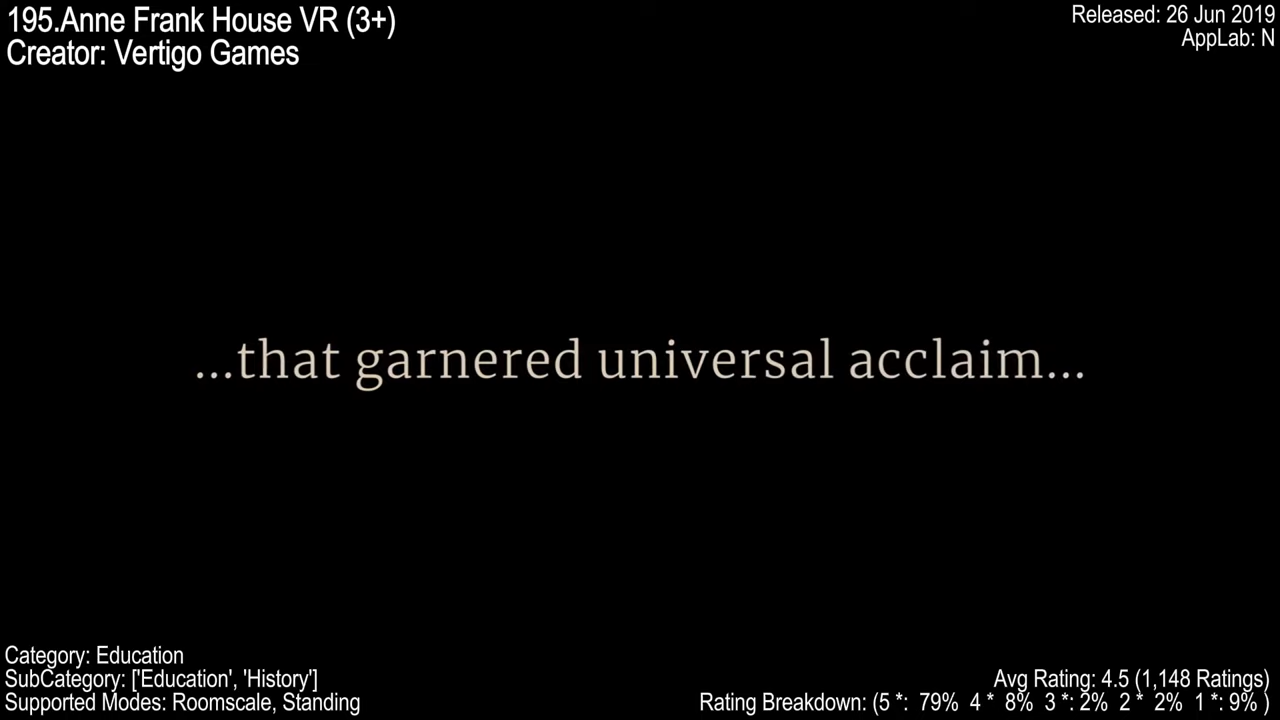 195.Anne Frank House VR (3+)
Creator: Vertigo Games
Released: 26 Jun 2019
AppLab: N
...that garnered universal acclaim...
Category: Education
SubCategory: ['Education', 'History']
Supported Modes: Roomscale, Standing
Avg Rating: 4.5 (1,148 Ratings)
Rating Breakdown: (5 *: 79% 4 * 8% 3 *: 2% 2 * 2% 1 *: 9% )